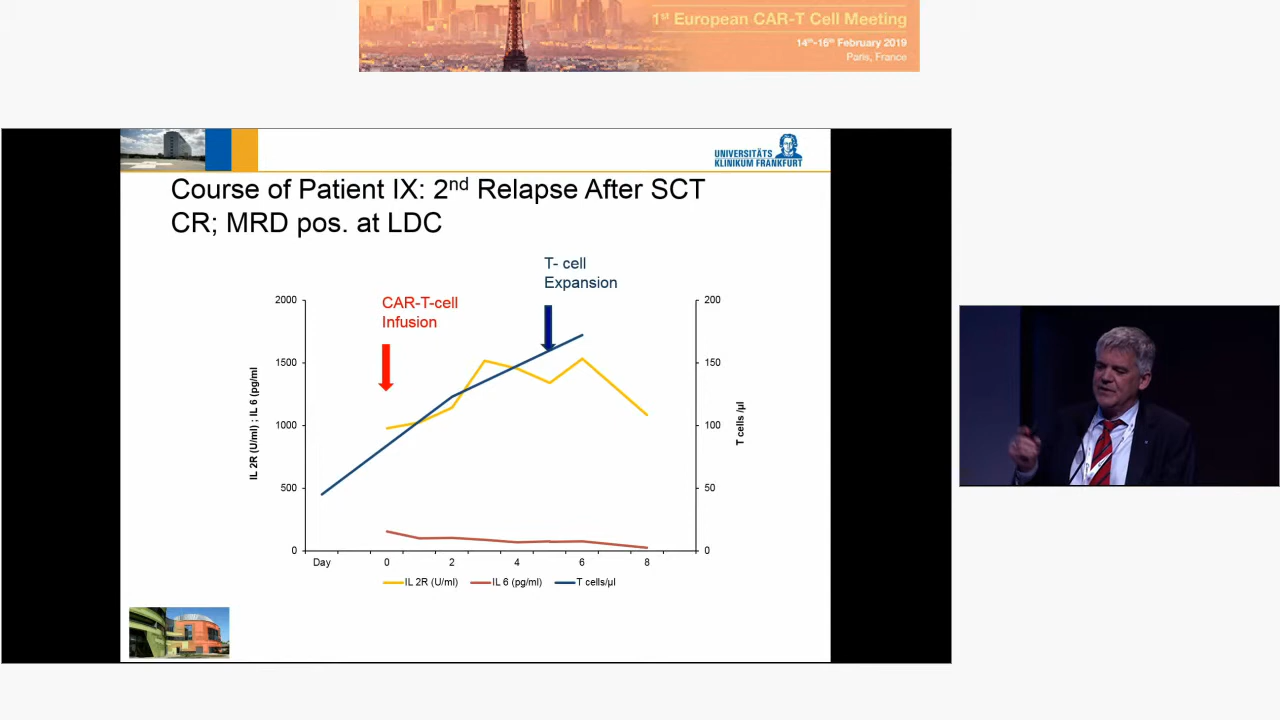 1st European CAR-T Cell Meeting
14th-16th February 2019
Paris, France
UNIVERSITÄTS
KLINIKUM FRANKFURT
Course of Patient IX: 2nd Relapse After SCT
CR; MRD pos. at LDC
T- cell
Expansion
CAR-T-cell
Infusion
2000
1500
1000
500
0
IL 2R (U/ml) ; IL 6 (pg/ml
200
150
100
50
0
T cells /µl
Day 0 2 4 6 8
IL 2R (U/ml) IL 6 (pg/ml) T cells/µl